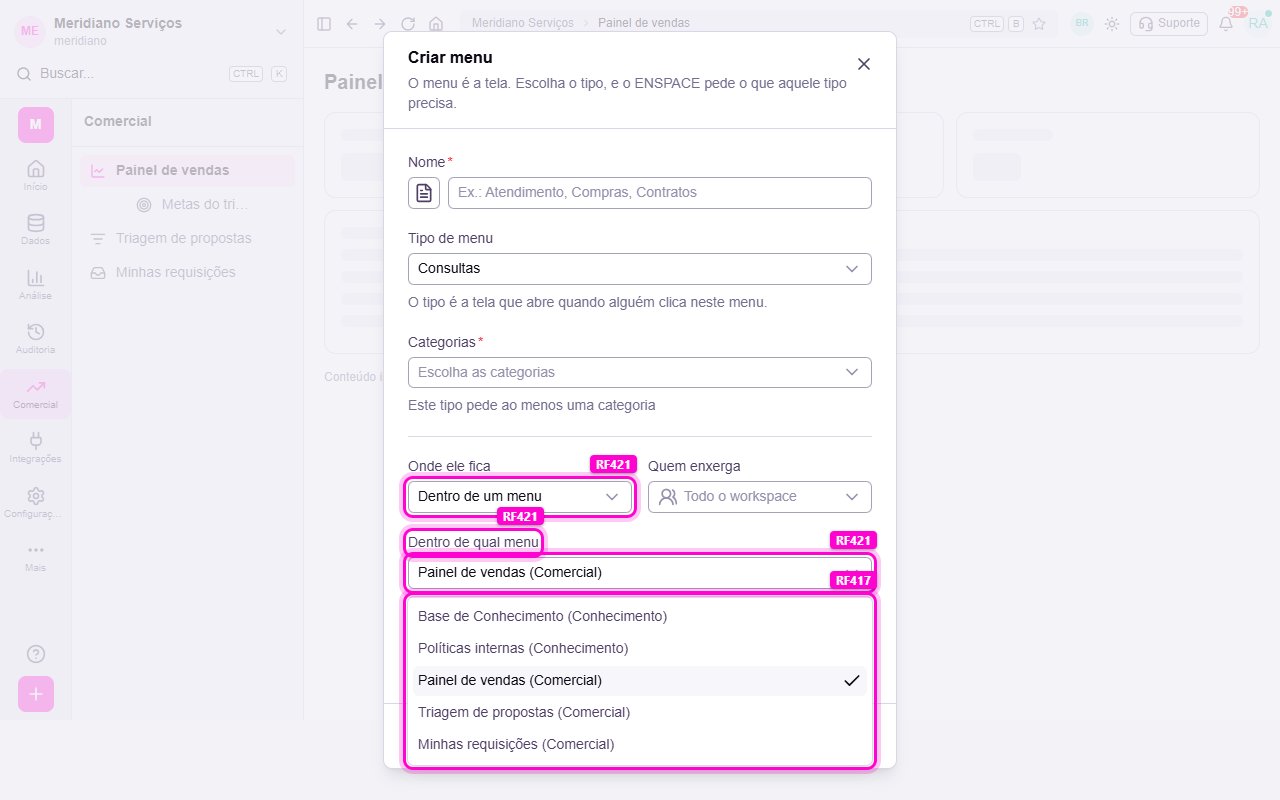 ME
Meridiano Serviços
meridiano
Meridiano Serviços
Painel de vendas
CTRL
B
BR
Suporte
99+
RA
Buscar...
CTRL
K
M
Início
Dados
Análise
Auditoria
Comercial
Integrações
Configuraç...
Mais
Comercial
Painel de vendas
Metas do tri...
Triagem de propostas
Minhas requisições
Painel
Criar menu
O menu é a tela. Escolha o tipo, e o ENSPACE pede o que aquele tipo
precisa.
Nome*
Ex.: Atendimento, Compras, Contratos
Tipo de menu
Consultas
O tipo é a tela que abre quando alguém clica neste menu.
Categorias*
Escolha as categorias
Este tipo pede ao menos uma categoria
Conteúdo
Onde ele fica
RF421
Quem enxerga
Dentro de um menu
Todo o workspace
RF421
Dentro de qual menu
RF421
Painel de vendas (Comercial)
RF417
Base de Conhecimento (Conhecimento)
Políticas internas (Conhecimento)
Painel de vendas (Comercial)
Triagem de propostas (Comercial)
Minhas requisições (Comercial)